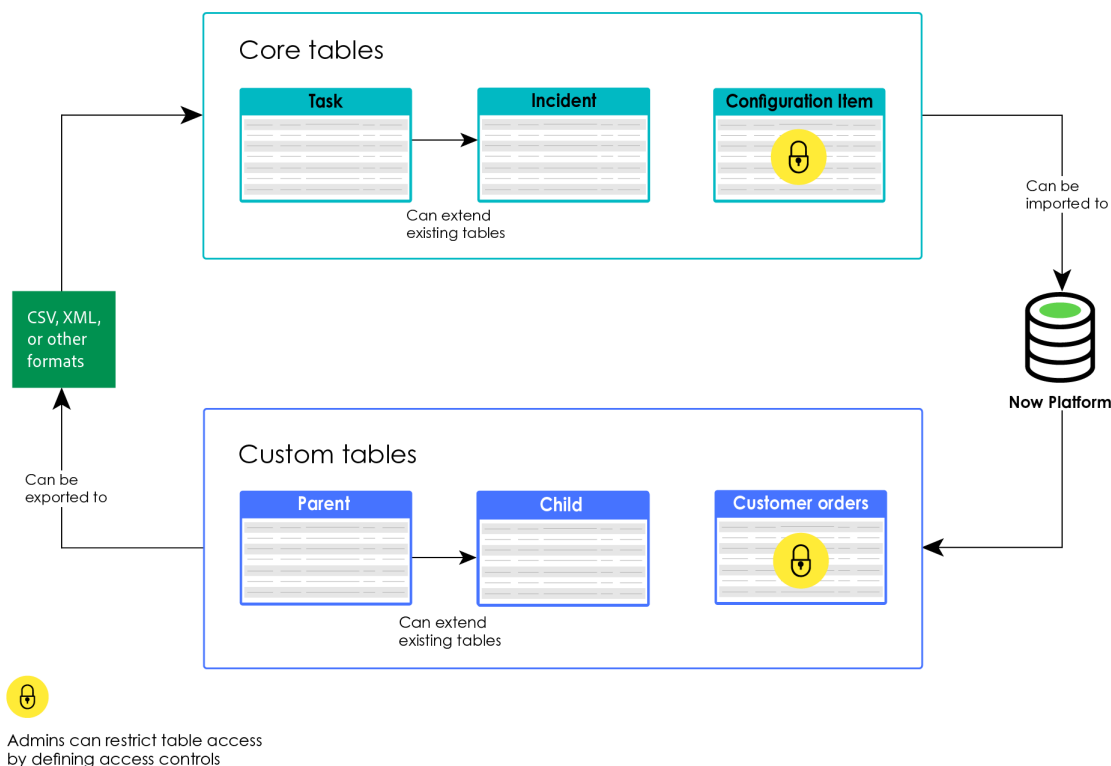 Core tables
Task
Incident
Configuration Item
Can extend
existing tables
Can be
imported to
CSV, XML,
or other
formats
Now Platform
Custom tables
Can be
exported to
Parent
Child
Customer orders
Can extend
existing tables
Admins can restrict table access
by defining access controls